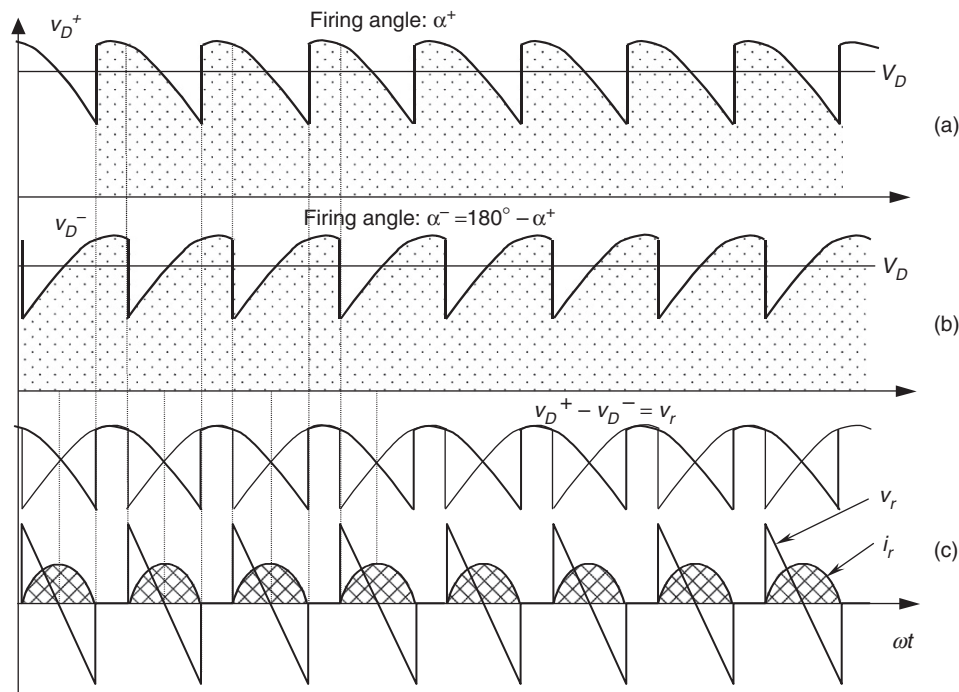 v_D^+
Firing angle: α^+
V_D
(a)
v_D^-
Firing angle: α^- =180° − α^+
V_D
(b)
v_D^+ − v_D^- = v_r
v_r
i_r
(c)
ωt